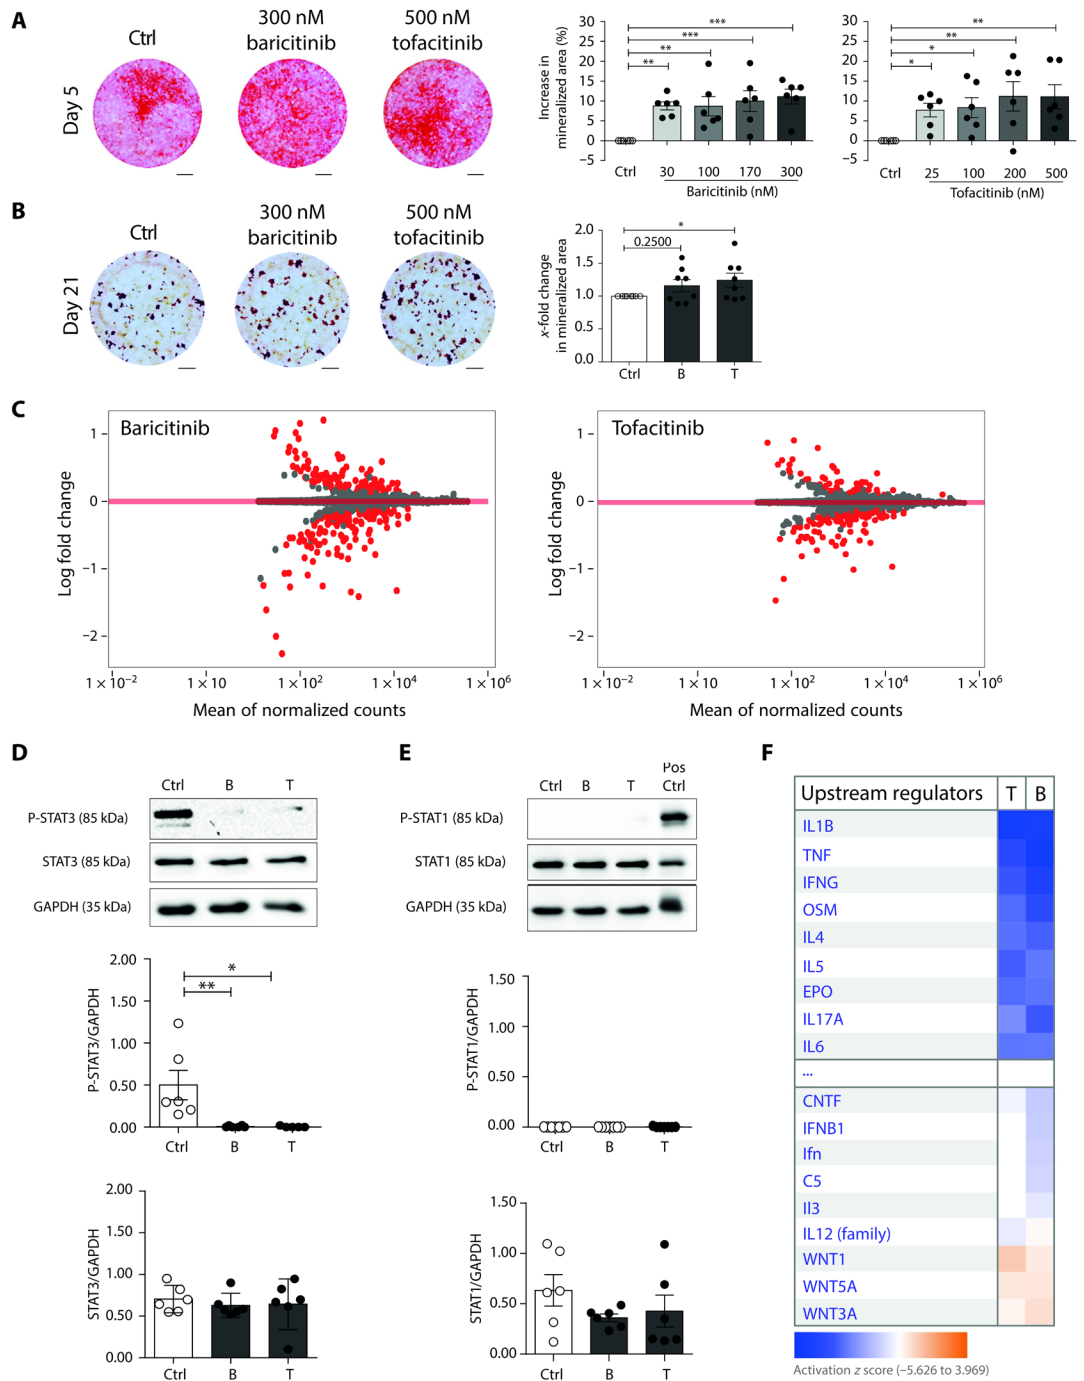 A
Day 5
Ctrl
300 nM
baricitinib
500 nM
tofacitinib
Increase in
mineralized area (%)
30
25
20
15
10
5
0
−5
**
**
***
***
Ctrl
30
100
170
300
Baricitinib (nM)
30
25
20
15
10
5
0
−5
*
*
**
**
Ctrl
25
100
200
500
Tofacitinib (nM)
B
Day 21
Ctrl
300 nM
baricitinib
500 nM
tofacitinib
x-fold change
in mineralized area
2.0
1.5
1.0
0.5
0.0
*
0.2500
Ctrl
B
T
C
Baricitinib
Log fold change
1
0
−1
−2
1 × 10−2
1 × 10
1 × 102
1 × 104
1 × 106
Mean of normalized counts
Tofacitinib
Log fold change
1
0
−1
−2
1 × 10−2
1 × 10
1 × 102
1 × 104
1 × 106
Mean of normalized counts
D
Ctrl B T
P-STAT3 (85 kDa)
STAT3 (85 kDa)
GAPDH (35 kDa)
P-STAT3/GAPDH
2.00
1.50
1.00
0.50
0.00
*
**
Ctrl
B
T
STAT3/GAPDH
2.00
1.50
1.00
0.50
0.00
Ctrl
B
T
E
Ctrl B T Pos
Ctrl
P-STAT1 (85 kDa)
STAT1 (85 kDa)
GAPDH (35 kDa)
P-STAT1/GAPDH
1.50
1.00
0.50
0.00
Ctrl
B
T
STAT1/GAPDH
1.50
1.00
0.50
0.00
Ctrl
B
T
F
Upstream regulators T B
IL1B
TNF
IFNG
OSM
IL4
IL5
EPO
IL17A
IL6
...
CNTF
IFNB1
Ifn
C5
Il3
IL12 (family)
WNT1
WNT5A
WNT3A
Activation z score (−5.626 to 3.969)